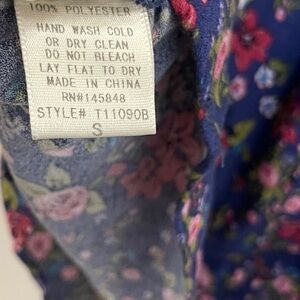 100% POLYESTER
HAND WASH COLD
OR DRY CLEAN
DO NOT BLEACH
LAY FLAT TO DRY
MADE IN CHINA
RN#145848
STYLE# T11090B
S